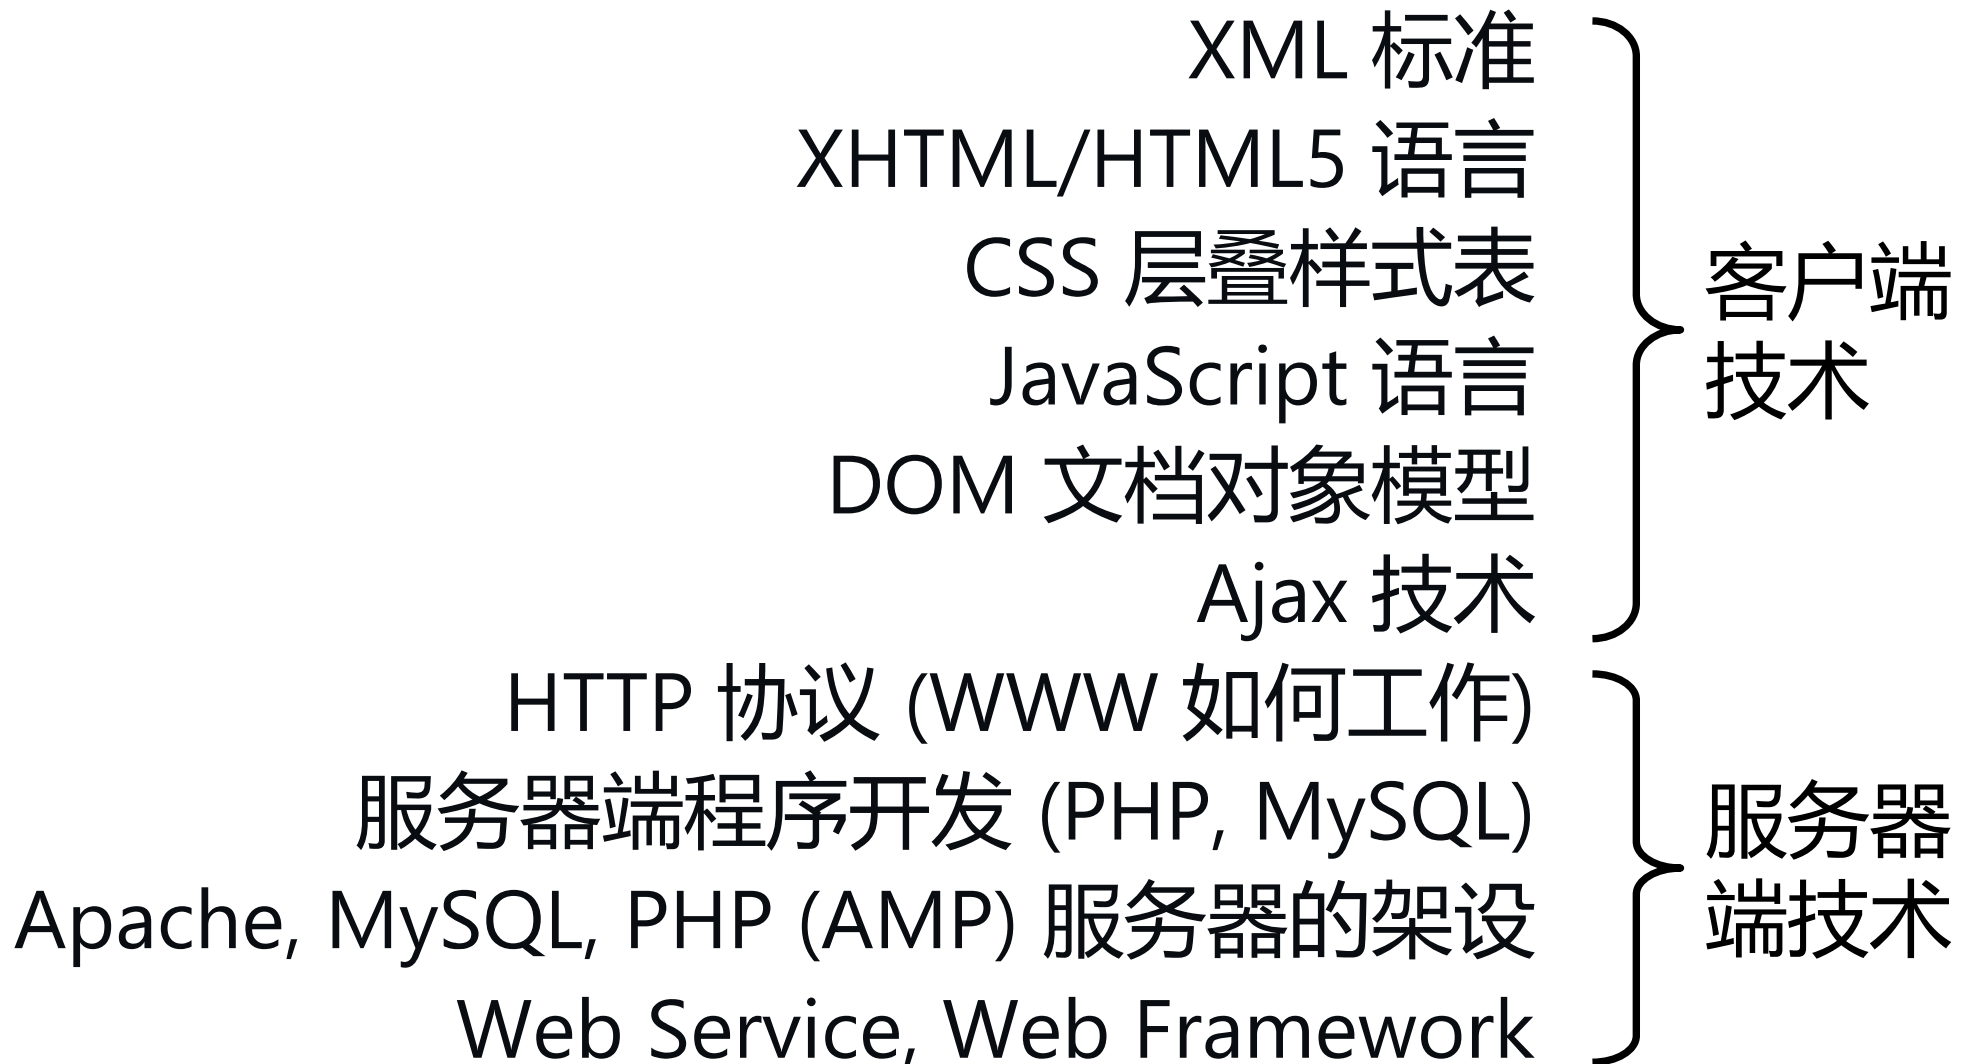 XML 标准
XHTML/HTML5 语言
CSS 层叠样式表
JavaScript 语言
DOM 文档对象模型
Ajax 技术
客户端
技术
HTTP 协议 (WWW 如何工作)
服务器端程序开发 (PHP, MySQL)
Apache, MySQL, PHP (AMP) 服务器的架设
Web Service, Web Framework
服务器
端技术